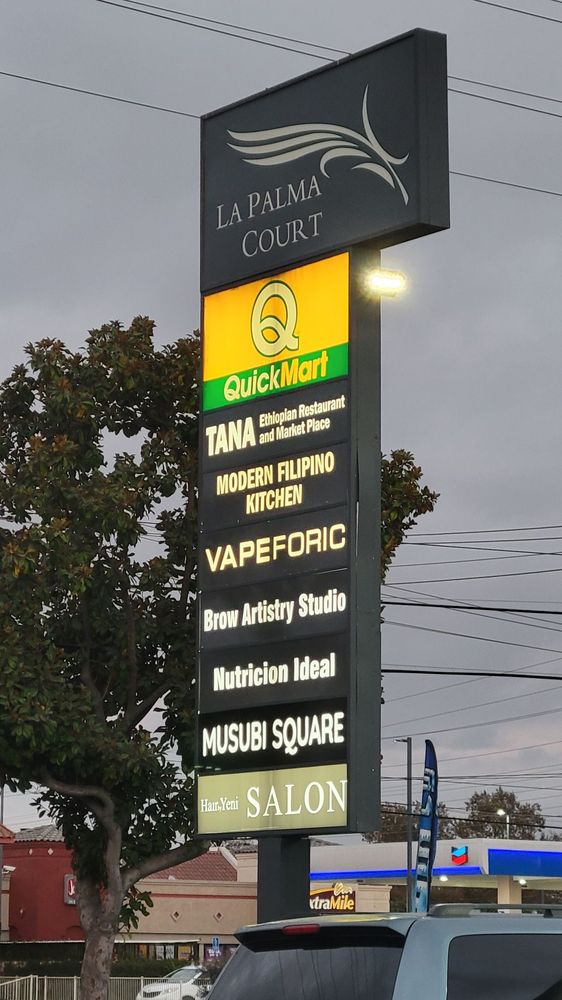 LA PALMA
COURT
Q
QuickMart
TANA Ethiopian Restaurant
and Market Place
MODERN FILIPINO
KITCHEN
VAPEFORIC
Brow Artistry Studio
Nutricion Ideal
MUSUBI SQUARE
Hair, Yeni SALON
ExtraMile